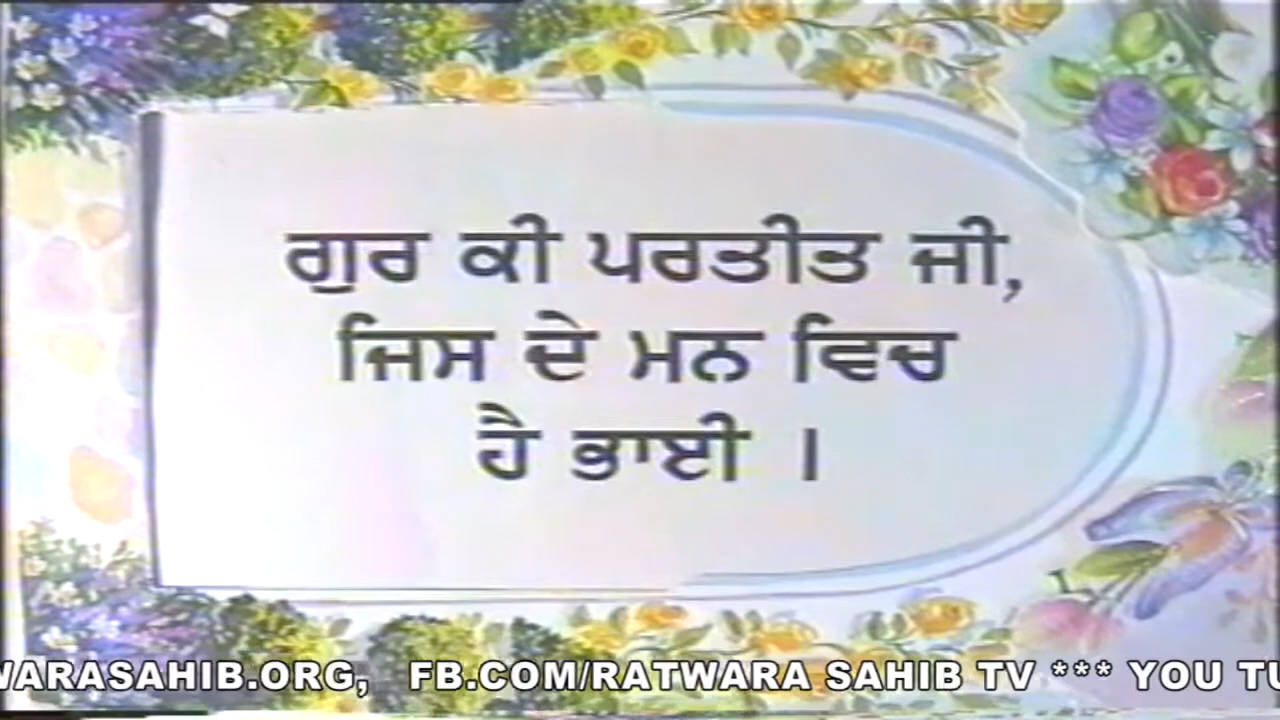 ਗੁਰ ਕੀ ਪਰਤੀਤ ਜੀ,
ਜਿਸ ਦੇ ਮਨ ਵਿਚ
ਹੈ ਭਾਈ ।
WARASAHIB.ORG, FB.COM/RATWARA SAHIB TV *** YOU TU